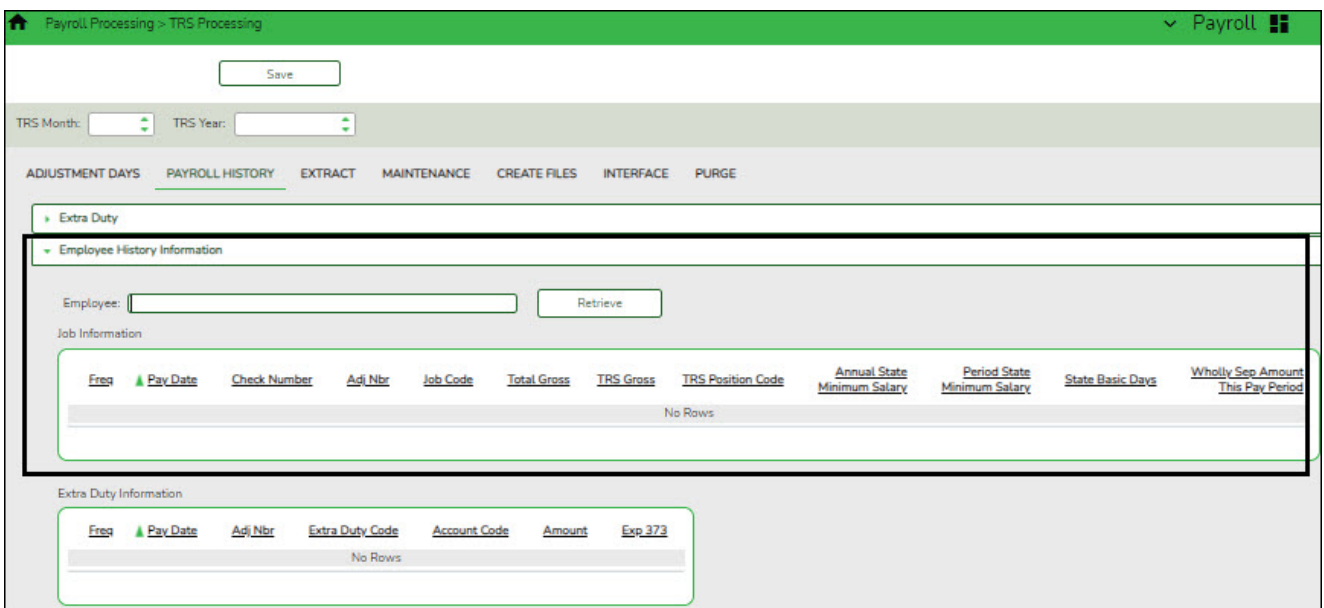 Payroll Processing > TRS Processing
Payroll
Save
TRS Month: TRS Year:
ADJUSTMENT DAYS PAYROLL HISTORY EXTRACT MAINTENANCE CREATE FILES INTERFACE PURGE
Extra Duty
Employee History Information
Employee: Retrieve
Job Information
Freq Pay Date Check Number Adj Nbr Job Code Total Gross TRS Gross TRS Position Code Annual State Minimum Salary Period State Minimum Salary State Basic Days Wholly Sep Amount This Pay Period
No Rows
Extra Duty Information
Freq Pay Date Adj Nbr Extra Duty Code Account Code Amount Exp 373
No Rows